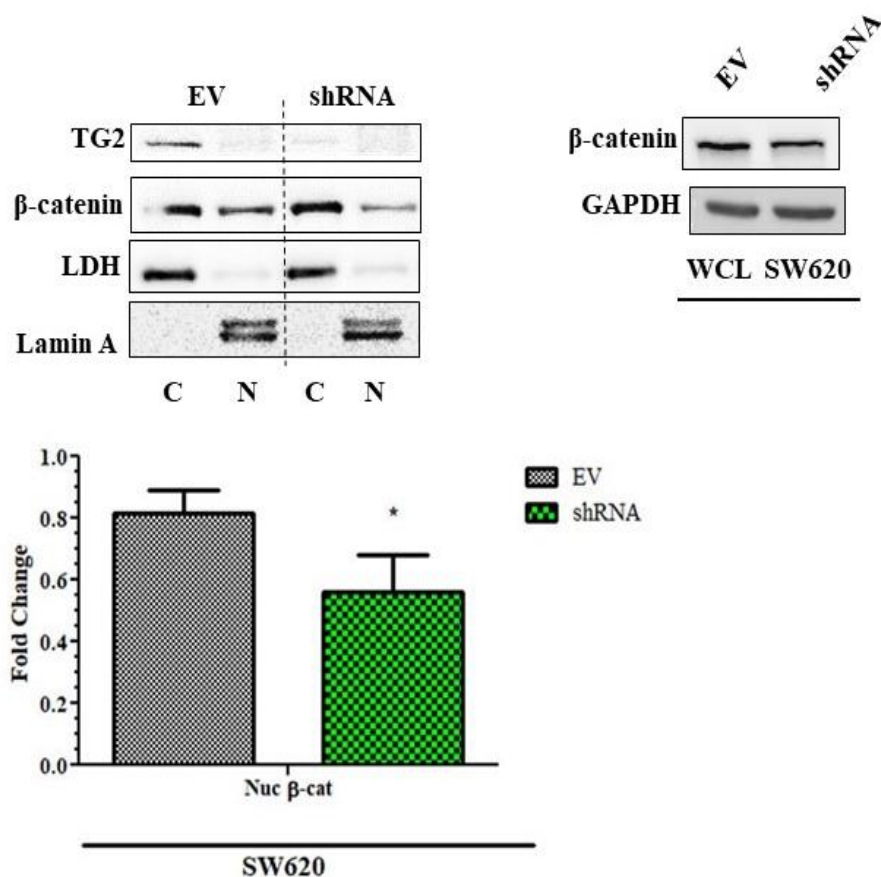 EV shRNA
TG2
β-catenin
LDH
Lamin A
C N C N
EV shRNA
β-catenin
GAPDH
WCL SW620
1.0
0.8
0.6
0.4
0.2
0.0
Fold Change
*
Nuc β-cat
SW620
EV
shRNA